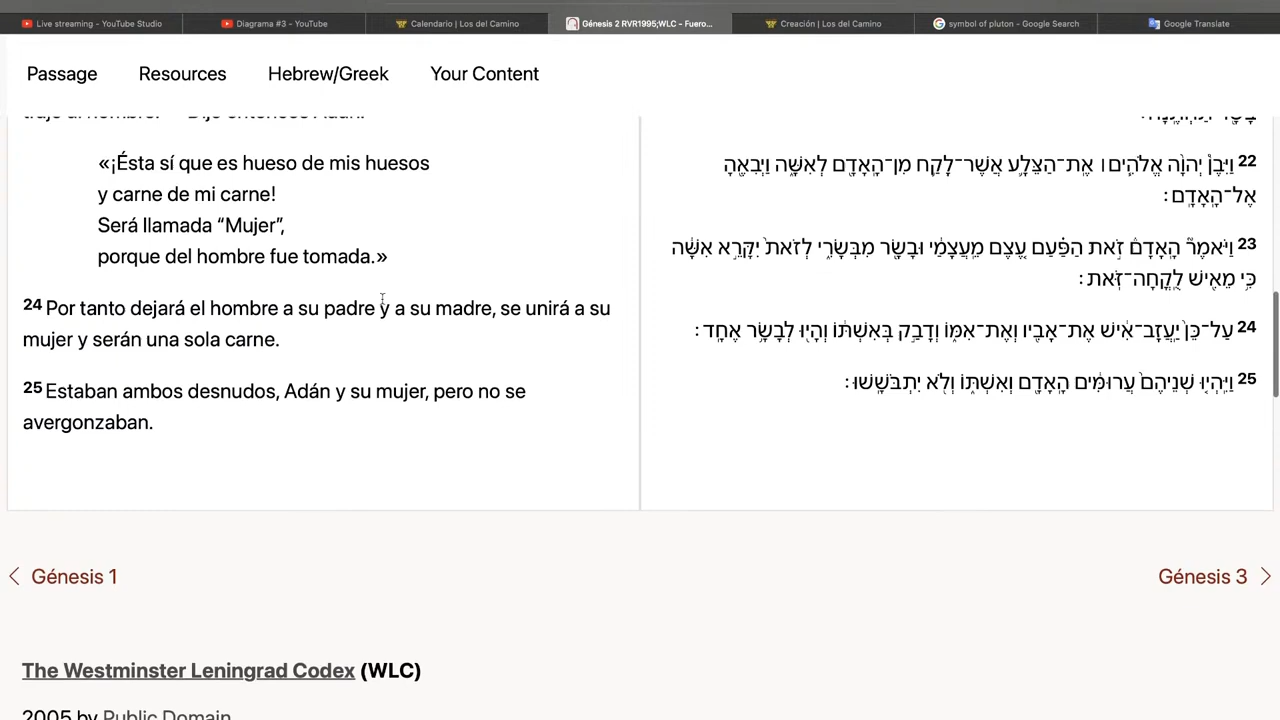 Live streaming - YouTube Studio
Diagrama #3 - YouTube
Calendario | Los del Camino
Génesis 2 RVR1995;WLC - Fuero...
Creación | Los del Camino
symbol of pluton - Google Search
Google Translate
Passage
Resources
Hebrew/Greek
Your Content
«¡Ésta sí que es hueso de mis huesos
y carne de mi carne!
Será llamada “Mujer”,
porque del hombre fue tomada.»
24 Por tanto dejará el hombre a su padre y a su madre, se unirá a su
mujer y serán una sola carne.
25 Estaban ambos desnudos, Adán y su mujer, pero no se
avergonzaban.
22 וַיִּבֶן֩ יְהוָ֨ה אֱלֹהִ֧ים ׀ אֶֽת־הַצֵּלָ֛ע אֲשֶׁר־לָקַ֥ח מִן־הָֽאָדָ֖ם לְאִשָּׁ֑ה וַיְבִאֶ֖הָ
אֶל־הָֽאָדָֽם׃
23 וַיֹּאמֶר֮ הָֽאָדָם֒ זֹ֣את הַפַּ֗עַם עֶ֚צֶם מֵֽעֲצָמַ֔י וּבָשָׂ֖ר מִבְּשָׂרִ֑י לְזֹאת֙ יִקָּרֵ֣א אִשָּׁ֔ה
כִּ֥י מֵאִ֖ישׁ לֻֽקֳחָה־זֹּֽאת׃
24 עַל־כֵּן֙ יַֽעֲזָב־אִ֔ישׁ אֶת־אָבִ֖יו וְאֶת־אִמּ֑וֹ וְדָבַ֣ק בְּאִשְׁתּ֔וֹ וְהָי֖וּ לְבָשָׂ֥ר אֶחָֽד׃
25 וַיִּֽהְי֤וּ שְׁנֵיהֶם֙ עֲרוּמִּ֔ים הָֽאָדָ֖ם וְאִשְׁתּ֑וֹ וְלֹ֖א יִתְבֹּשָֽׁשׁוּ׃
Génesis 1
Génesis 3
The Westminster Leningrad Codex (WLC)
2005 by Public Domain